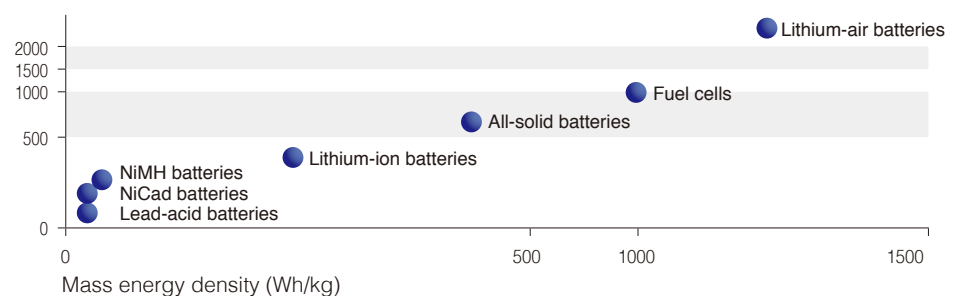 Lithium-air batteries
2000
1500
1000
Fuel cells
All-solid batteries
500
Lithium-ion batteries
NiMH batteries
NiCad batteries
Lead-acid batteries
0
0 500 1000 1500
Mass energy density (Wh/kg)